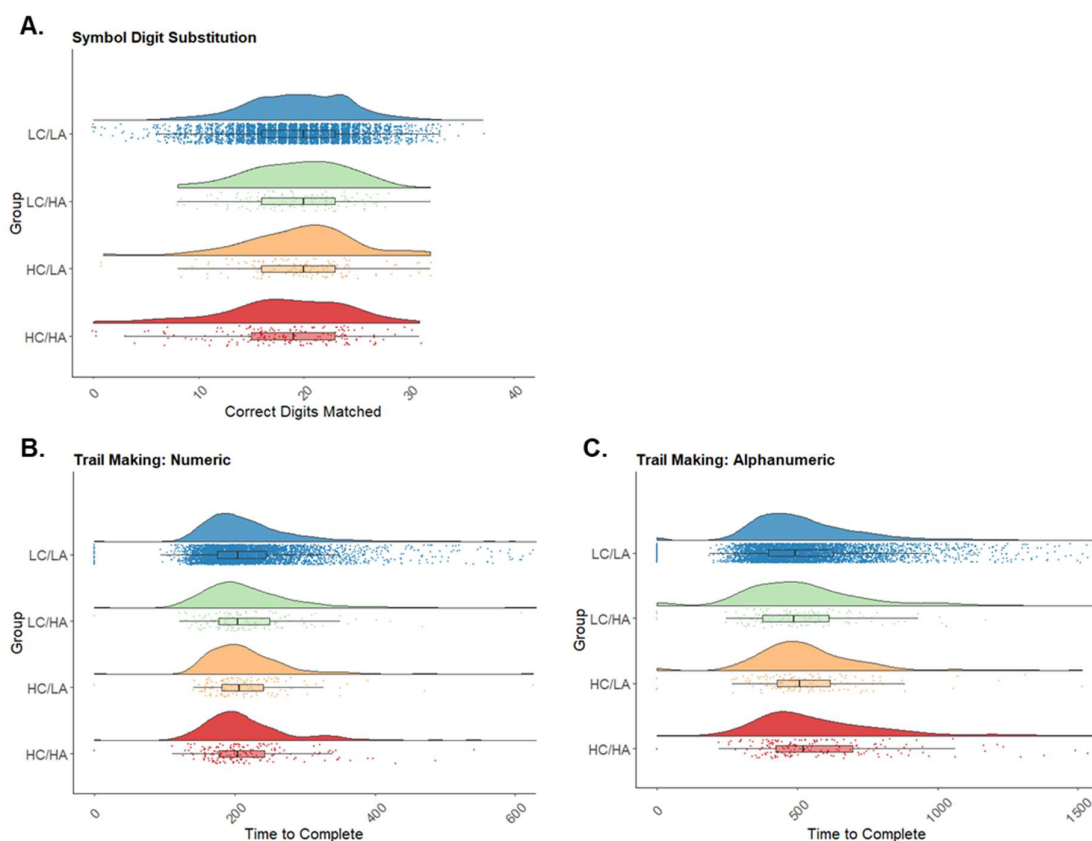 A.
Symbol Digit Substitution
Group
LC/LA
LC/HA
HC/LA
HC/HA
0 10 20 30 40
Correct Digits Matched
B.
Trail Making: Numeric
Group
LC/LA
LC/HA
HC/LA
HC/HA
0 200 400 600
Time to Complete
C.
Trail Making: Alphanumeric
Group
LC/LA
LC/HA
HC/LA
HC/HA
0 500 1000 1500
Time to Complete